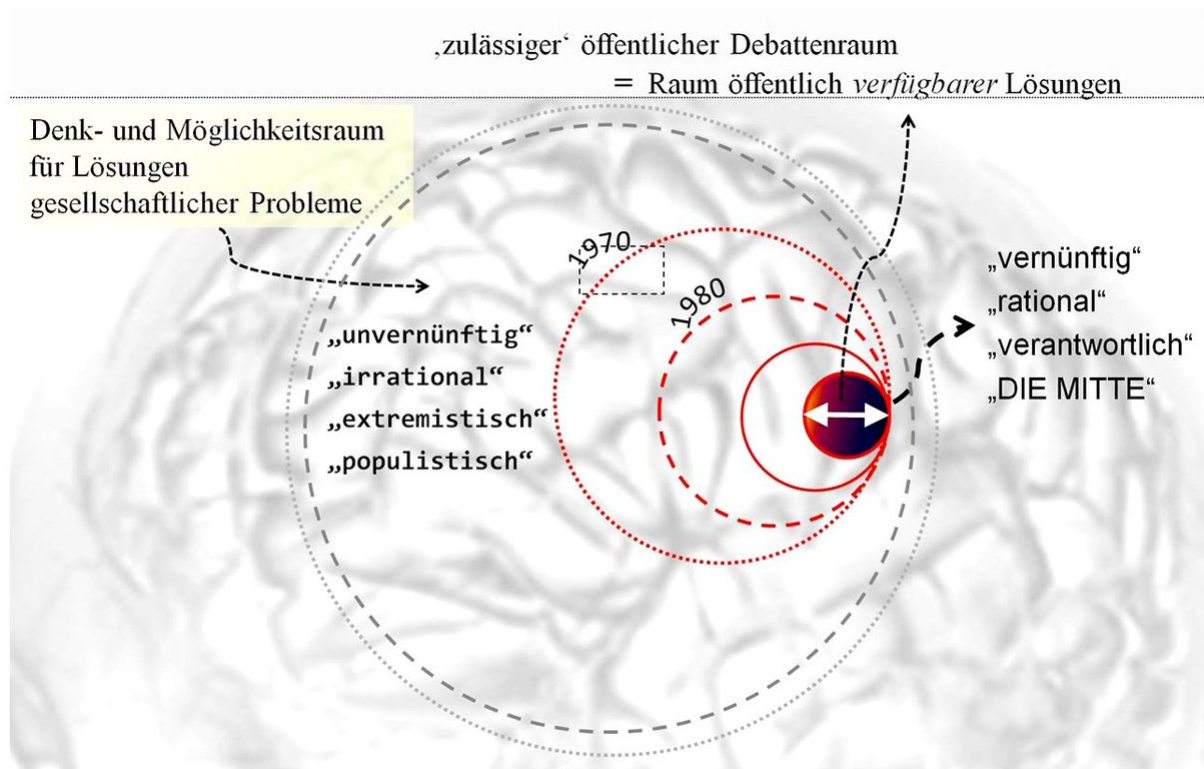 ‚zulässiger‘ öffentlicher Debattenraum
= Raum öffentlich verfügbarer Lösungen
Denk- und Möglichkeitsraum
für Lösungen
gesellschaftlicher Probleme
1970
1980
„unvernünftig“
„irrational“
„extremistisch“
„populistisch“
„vernünftig“
„rational“
„verantwortlich“
„DIE MITTE“